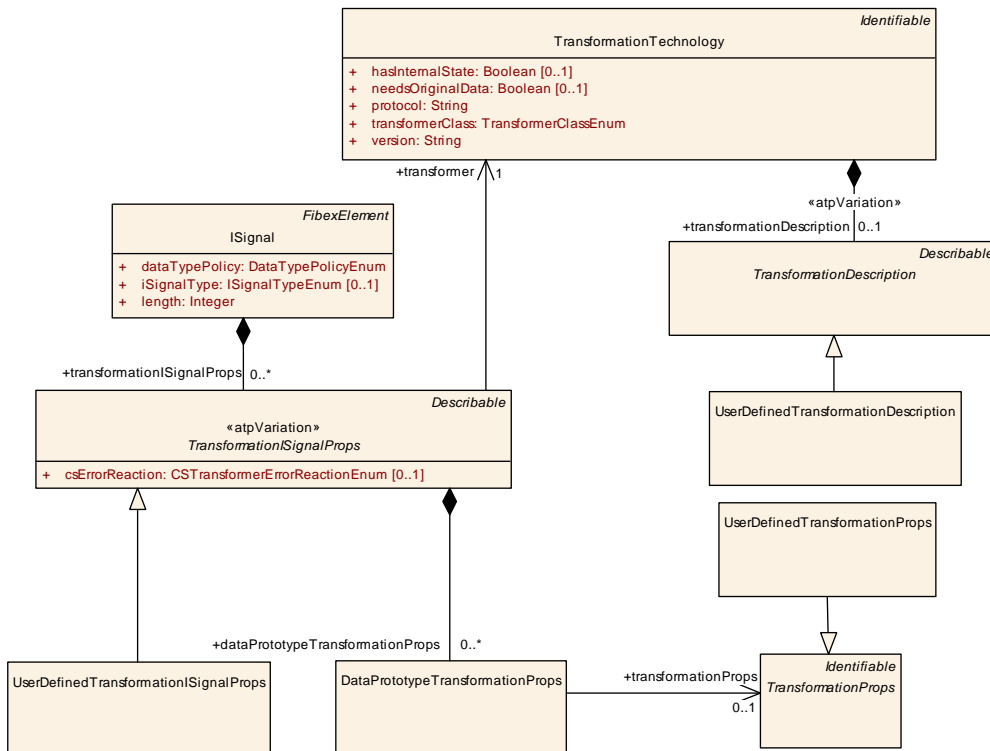 Identifiable
TransformationTechnology
+ hasInternalState: Boolean [0..1]
+ needsOriginalData: Boolean [0..1]
+ protocol: String
+ transformerClass: TransformerClassEnum
+ version: String
+transformer 1
«atpVariation»
+transformationDescription 0..1
FibexElement
ISignal
+ dataTypePolicy: DataTypePolicyEnum
+ iSignalType: ISignalTypeEnum [0..1]
+ length: Integer
Describable
TransformationDescription
+transformationISignalProps 0..*
Describable
«atpVariation»
TransformationISignalProps
+ csErrorReaction: CSTransformerErrorReactionEnum [0..1]
UserDefinedTransformationDescription
UserDefinedTransformationProps
+dataPrototypeTransformationProps 0..*
UserDefinedTransformationISignalProps
DataPrototypeTransformationProps
+transformationProps
0..1
Identifiable
TransformationProps